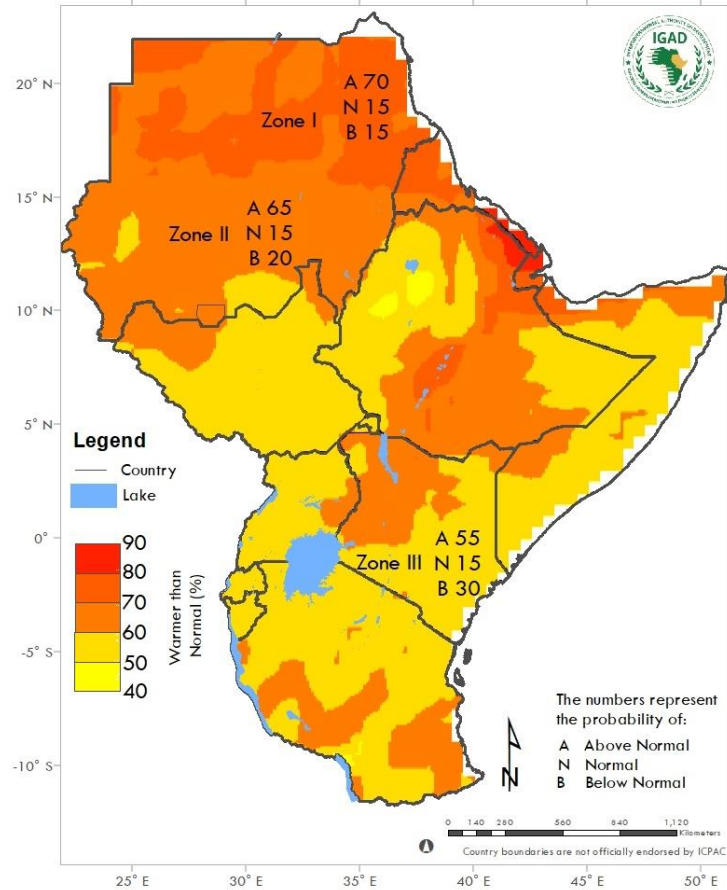 IGAD
20° N
15° N
10° N
5° N
0°
-5° S
-10° S
A 70
Zone I N 15
B 15
A 65
Zone II N 15
B 20
A 55
Zone III N 15
B 30
Legend
Country
Lake
90
80
70
60
50
40
Warmer than
Normal (%)
The numbers represent
the probability of:
A Above Normal
N Normal
B Below Normal
N
0 140 280 560 840 1,120
Kilometers
Country boundaries are not officially endorsed by ICPAC
25° E
30° E
35° E
40° E
45° E
50° E